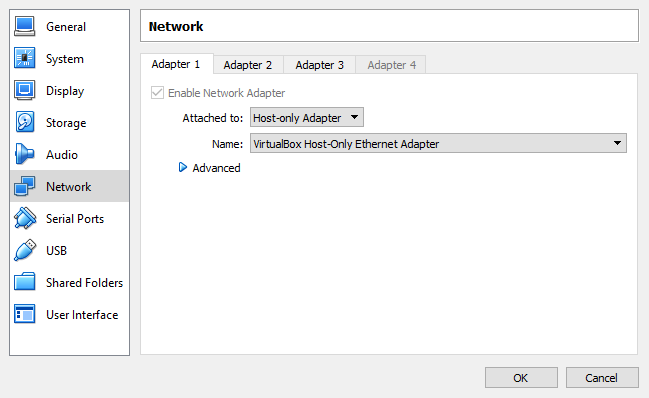 General
System
Display
Storage
Audio
Network
Serial Ports
USB
Shared Folders
User Interface
Network
Adapter 1 Adapter 2 Adapter 3 Adapter 4
Enable Network Adapter
Attached to: Host-only Adapter
Name: VirtualBox Host-Only Ethernet Adapter
Advanced
OK Cancel